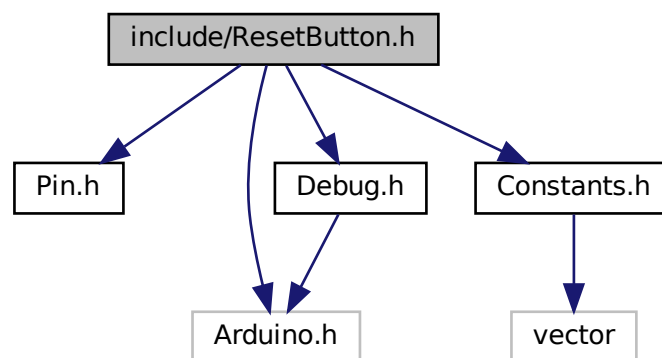 include/ResetButton.h
Pin.h
Debug.h
Constants.h
Arduino.h
vector